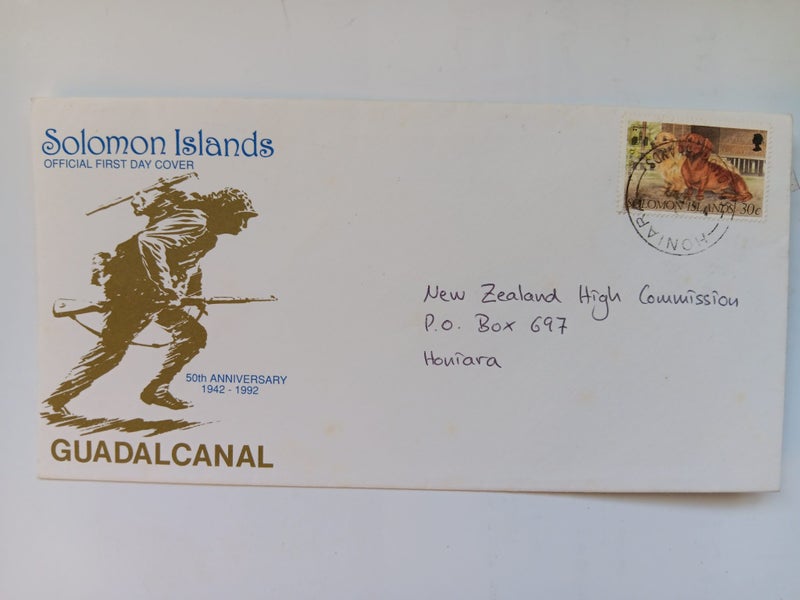 Solomon Islands
OFFICIAL FIRST DAY COVER
50th ANNIVERSARY
1942 - 1992
GUADALCANAL
SOLOMON ISLANDS 30c
HONIARA
New Zealand High Commission
P.O. Box 697
Honiara